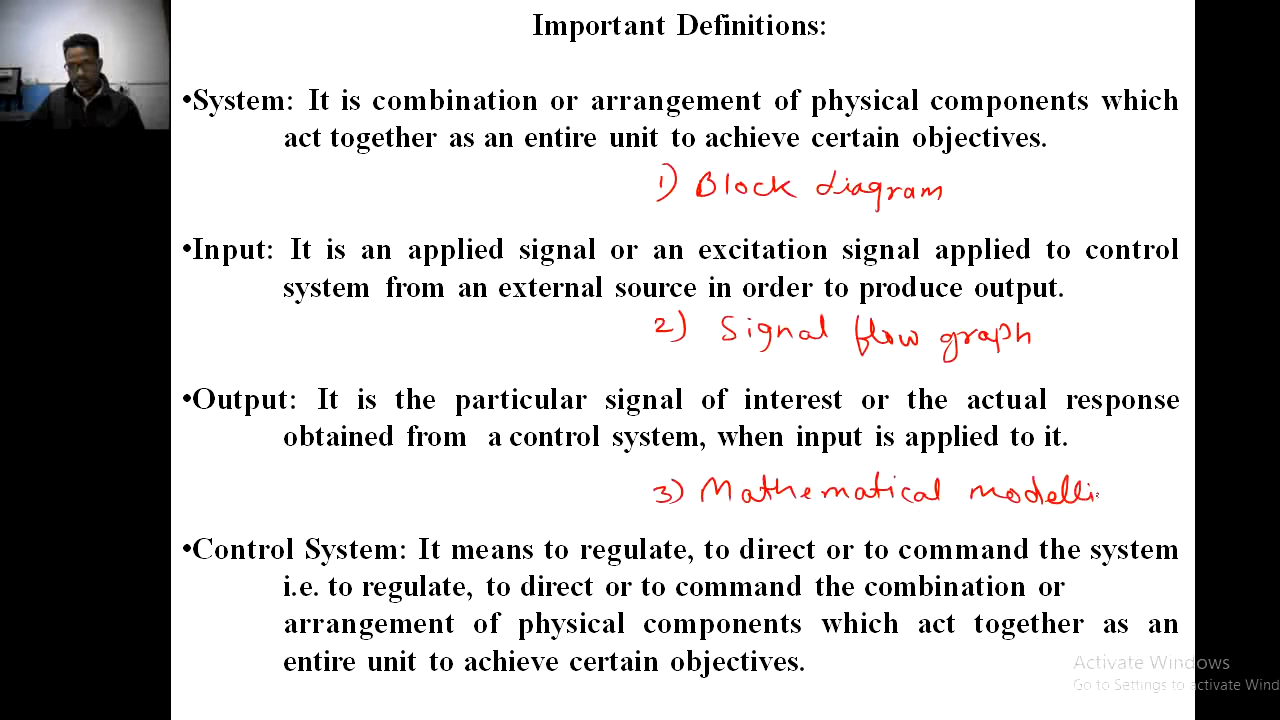 Important Definitions:
•System: It is combination or arrangement of physical components which
act together as an entire unit to achieve certain objectives.
1) Block diagram
•Input: It is an applied signal or an excitation signal applied to control
system from an external source in order to produce output.
2) Signal flow graph
•Output: It is the particular signal of interest or the actual response
obtained from a control system, when input is applied to it.
3) Mathematical modelli
•Control System: It means to regulate, to direct or to command the system
i.e. to regulate, to direct or to command the combination or
arrangement of physical components which act together as an
entire unit to achieve certain objectives.
Activate Windows
Go to Settings to activate Wind